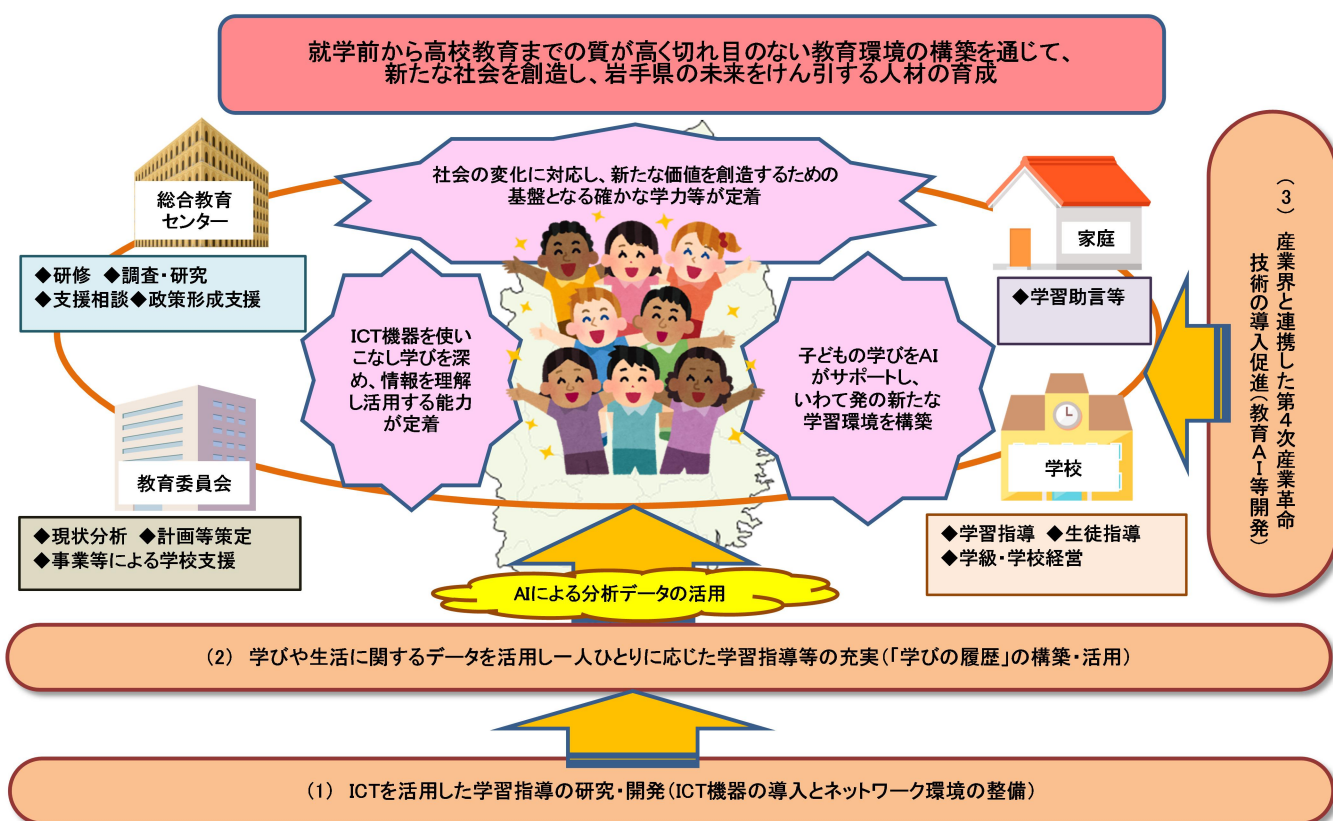 就学前から高校教育までの質が高く切れ目のない教育環境の構築を通じて、
新たな社会を創造し、岩手県の未来をけん引する人材の育成
社会の変化に対応し、新たな価値を創造するための
基盤となる確かな学力等が定着
総合教育
センター
◆研修 ◆調査・研究
◆支援相談◆政策形成支援
家庭
◆学習助言等
ICT機器を使い
こなし学びを深
め、情報を理解
し活用する能力
が定着
子どもの学びをAI
がサポートし、
いわて発の新たな
学習環境を構築
教育委員会
◆現状分析 ◆計画等策定
◆事業等による学校支援
学校
◆学習指導 ◆生徒指導
◆学級・学校経営
(3) 産業界と連携した第4次産業革命
技術の導入促進(教育AI等開発)
AIによる分析データの活用
(2) 学びや生活に関するデータを活用し一人ひとりに応じた学習指導等の充実(「学びの履歴」の構築・活用)
(1) ICTを活用した学習指導の研究・開発(ICT機器の導入とネットワーク環境の整備)